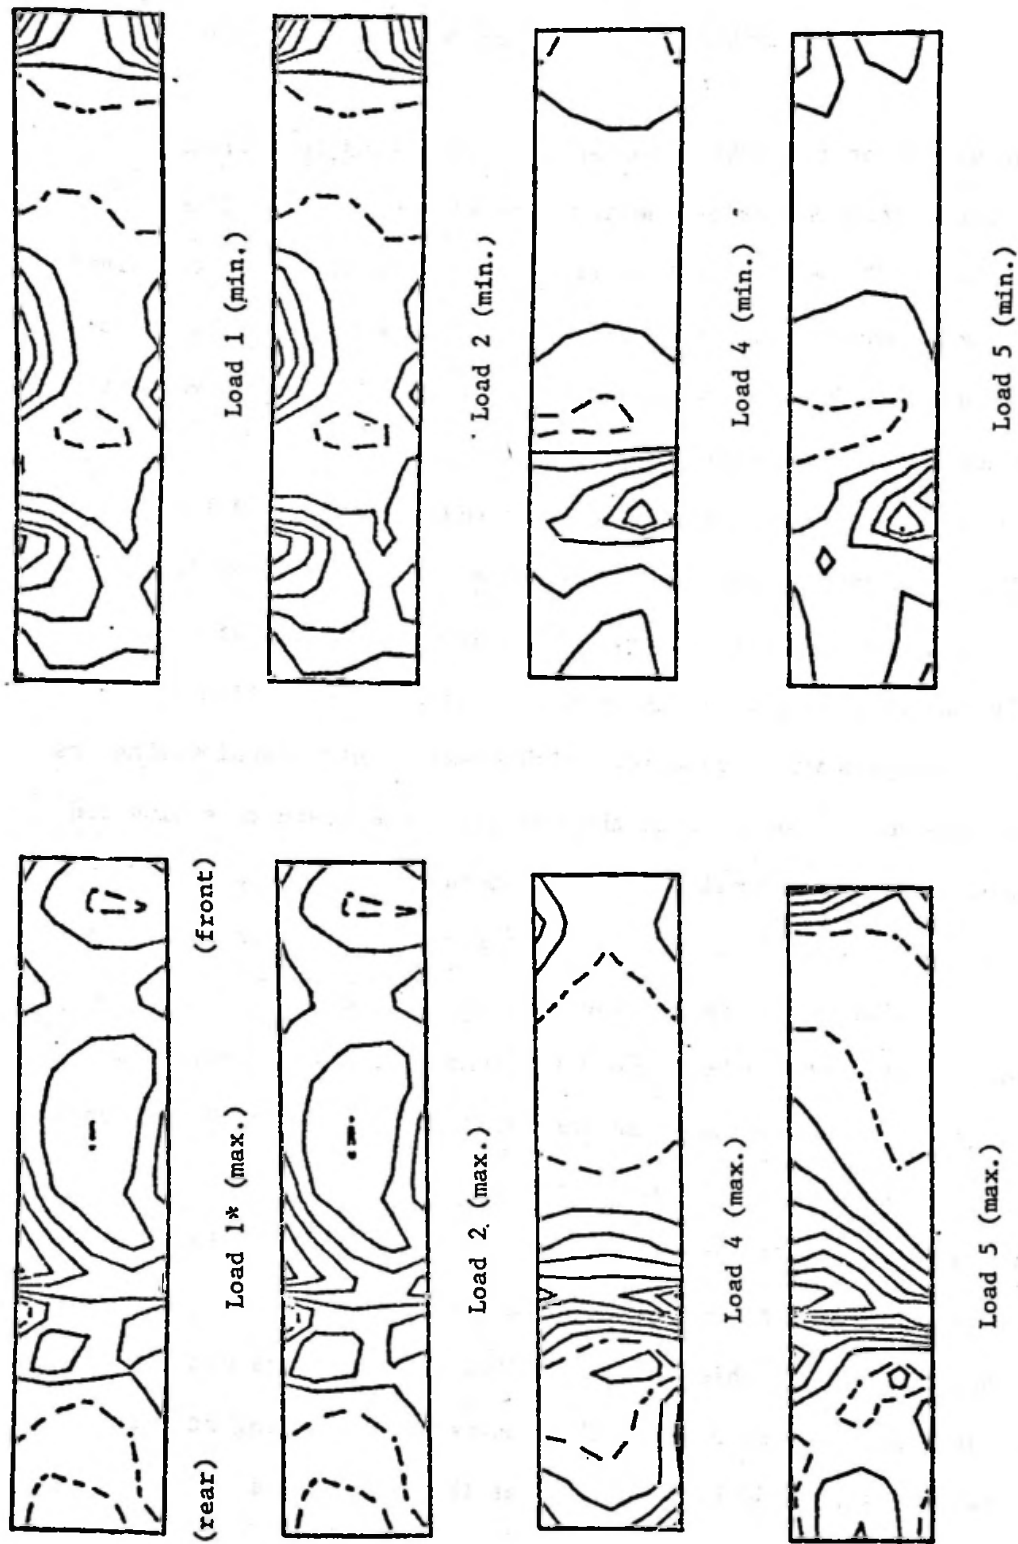 Load 1 (min.)
Load 2 (min.)
Load 4 (min.)
Load 5 (min.)
(rear)
(front)
Load 1* (max.)
Load 2 (max.)
Load 4 (max.)
Load 5 (max.)